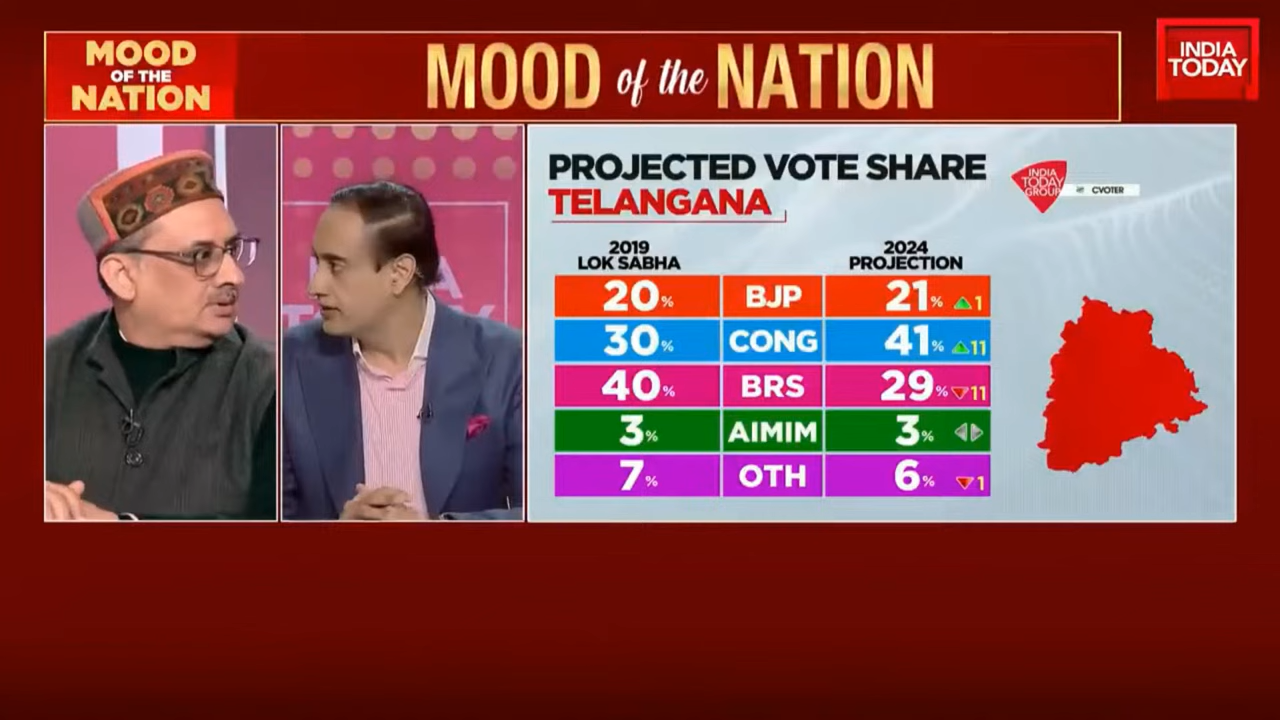 MOOD
OF THE
NATION
MOOD of the NATION
INDIA
TODAY
PROJECTED VOTE SHARE
TELANGANA
INDIA
TODAY
GROUP
CVOTER
2019
LOK SABHA
2024
PROJECTION
20% BJP 21% 1
30% CONG 41% 11
40% BRS 29% 11
3% AIMIM 3%
7% OTH 6% 1